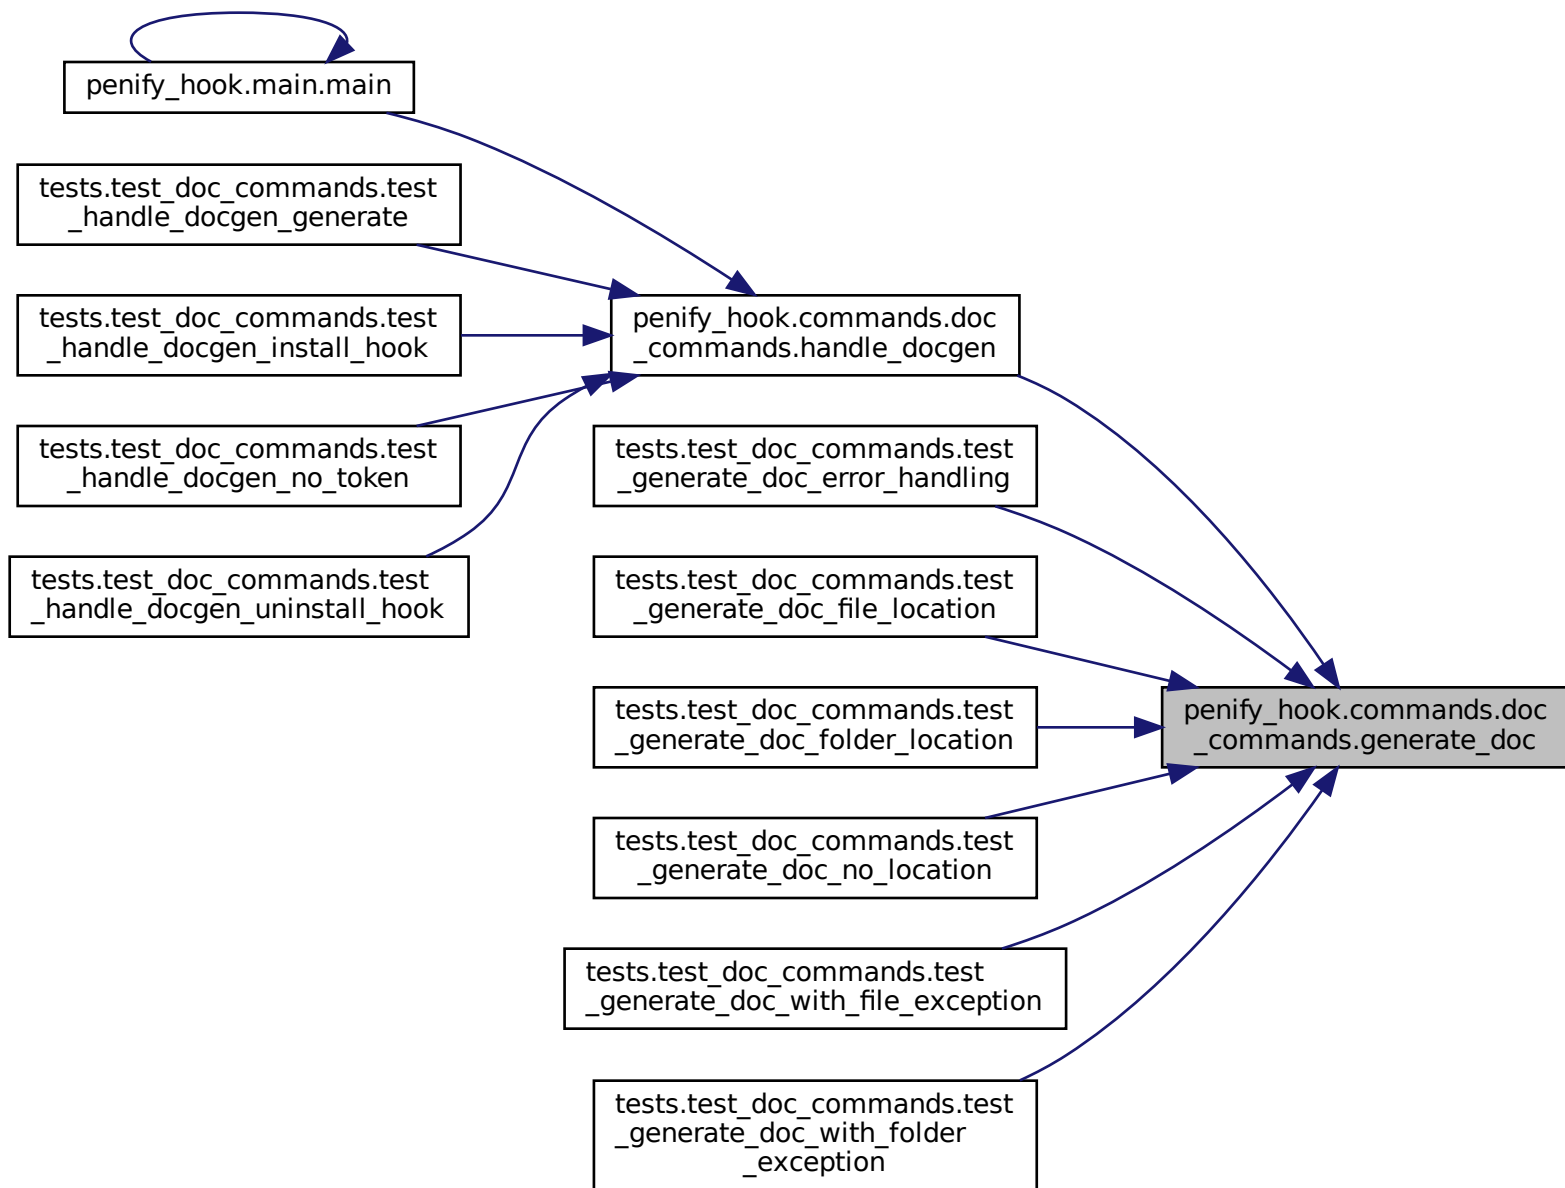 penify_hook.main.main
tests.test_doc_commands.test
_handle_docgen_generate
tests.test_doc_commands.test
_handle_docgen_install_hook
tests.test_doc_commands.test
_handle_docgen_no_token
tests.test_doc_commands.test
_handle_docgen_uninstall_hook
penify_hook.commands.doc
_commands.handle_docgen
tests.test_doc_commands.test
_generate_doc_error_handling
tests.test_doc_commands.test
_generate_doc_file_location
tests.test_doc_commands.test
_generate_doc_folder_location
tests.test_doc_commands.test
_generate_doc_no_location
tests.test_doc_commands.test
_generate_doc_with_file_exception
tests.test_doc_commands.test
_generate_doc_with_folder
_exception
penify_hook.commands.doc
_commands.generate_doc